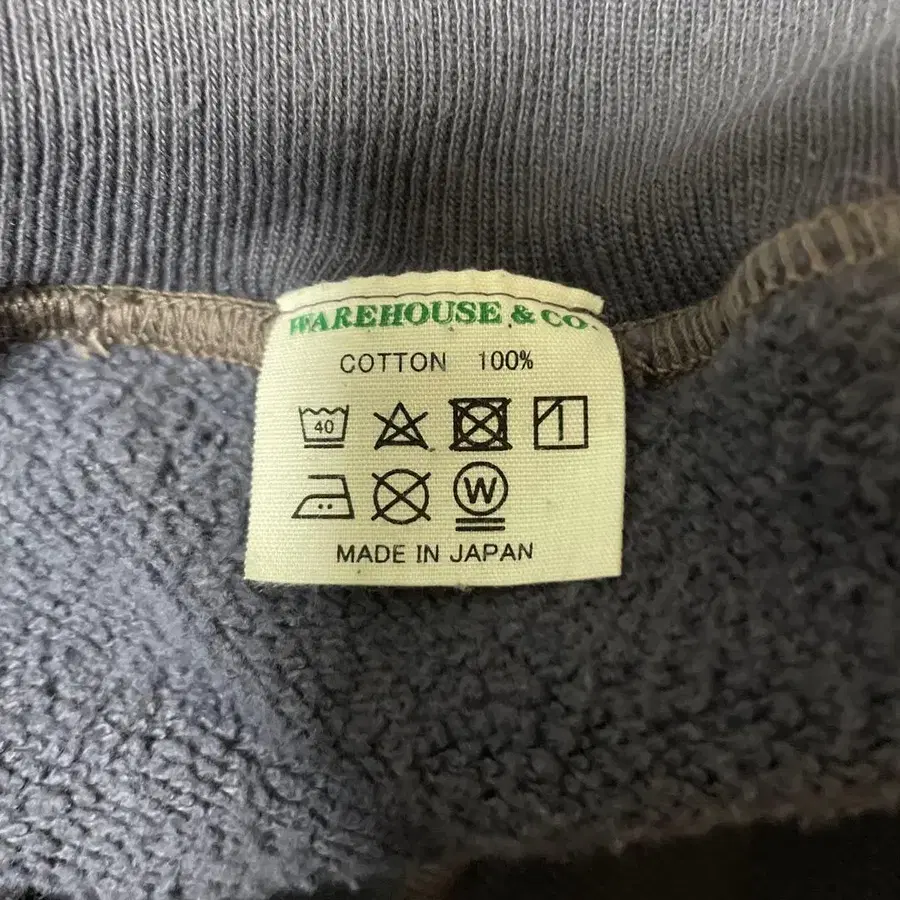 WAREHOUSE & CO.
COTTON 100%
40
W
MADE IN JAPAN